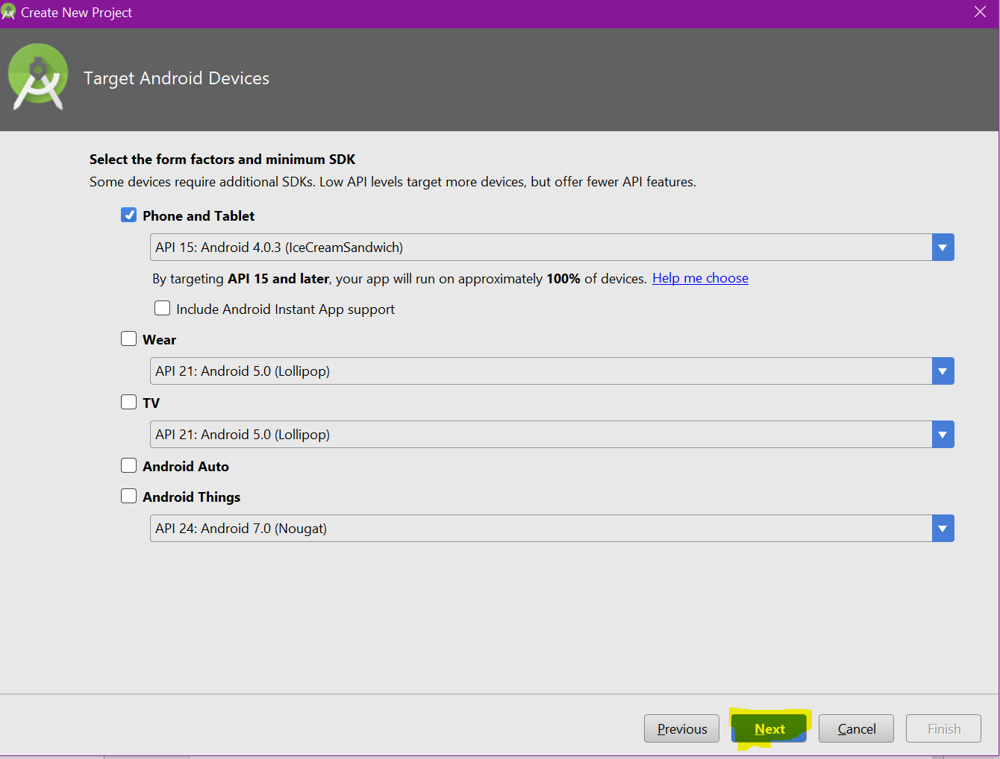 Create New Project
Target Android Devices
Select the form factors and minimum SDK
Some devices require additional SDKs. Low API levels target more devices, but offer fewer API features.
Phone and Tablet
API 15: Android 4.0.3 (IceCreamSandwich)
By targeting API 15 and later, your app will run on approximately 100% of devices. Help me choose
Include Android Instant App support
Wear
API 21: Android 5.0 (Lollipop)
TV
API 21: Android 5.0 (Lollipop)
Android Auto
Android Things
API 24: Android 7.0 (Nougat)
Previous Next Cancel Finish